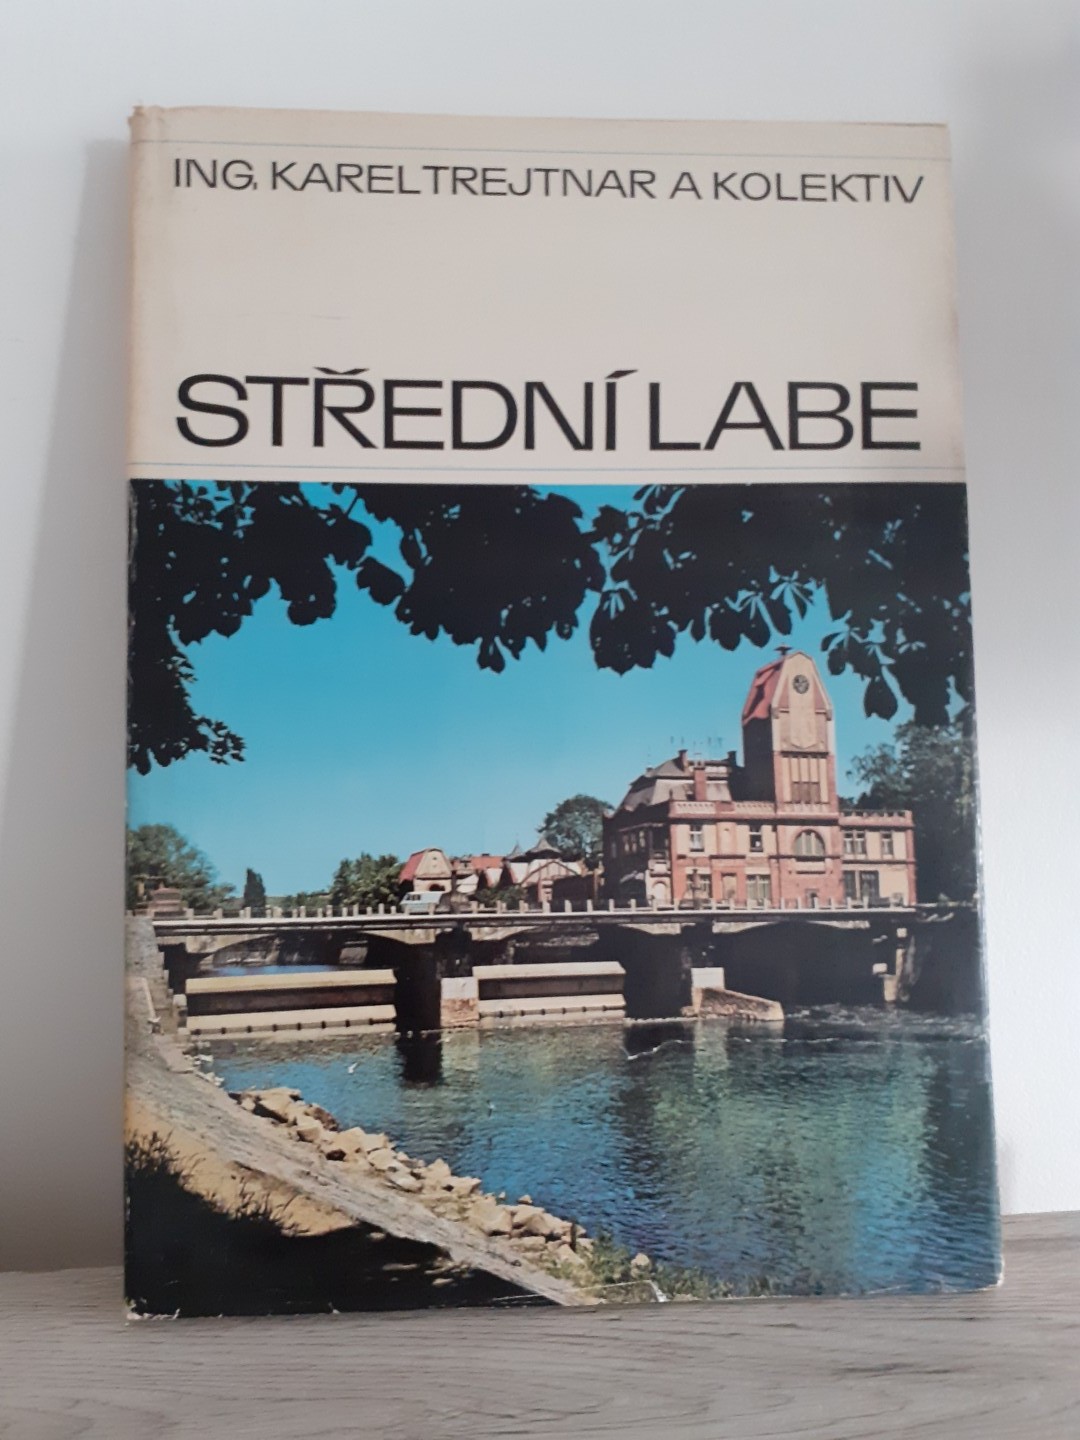 ING. KAREL TREJTNAR A KOLEKTIV
STŘEDNÍ LABE